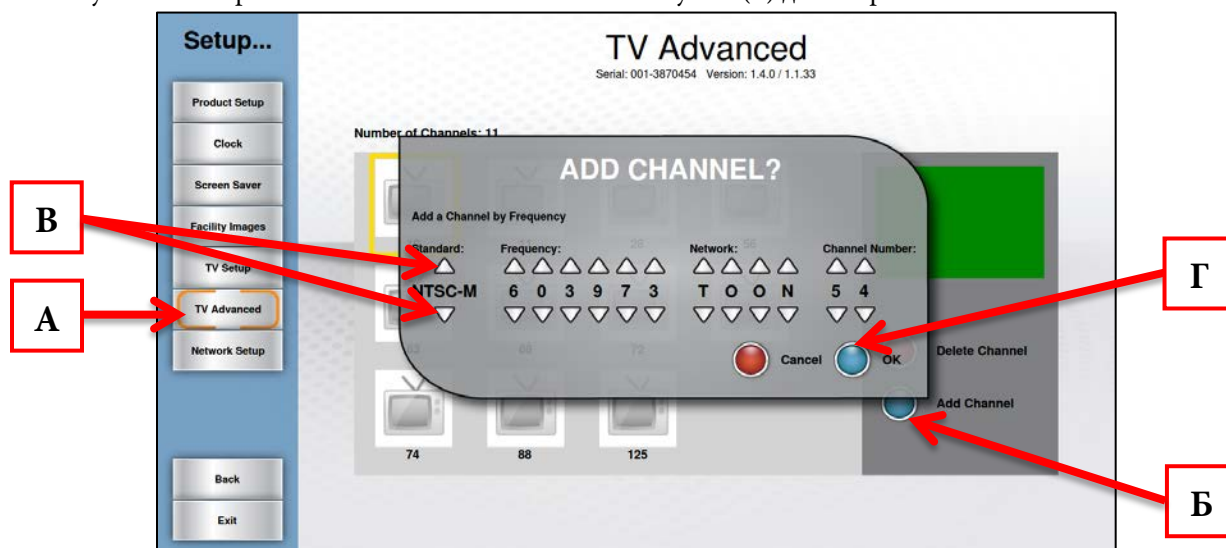 Setup...
TV Advanced
Serial: 001-3870454 Version: 1.4.0 / 1.1.33
Product Setup
Clock
Screen Saver
Facility Images
TV Setup
TV Advanced
Network Setup
Back
Exit
Number of Channels: 11
ADD CHANNEL?
Add a Channel by Frequency
Standard: Frequency: Network: Channel Number:
NTSC-M 6 0 3 9 7 3 T O O N 5 4
Cancel OK
Delete Channel
Add Channel
74 88 125
В
А
Г
Б